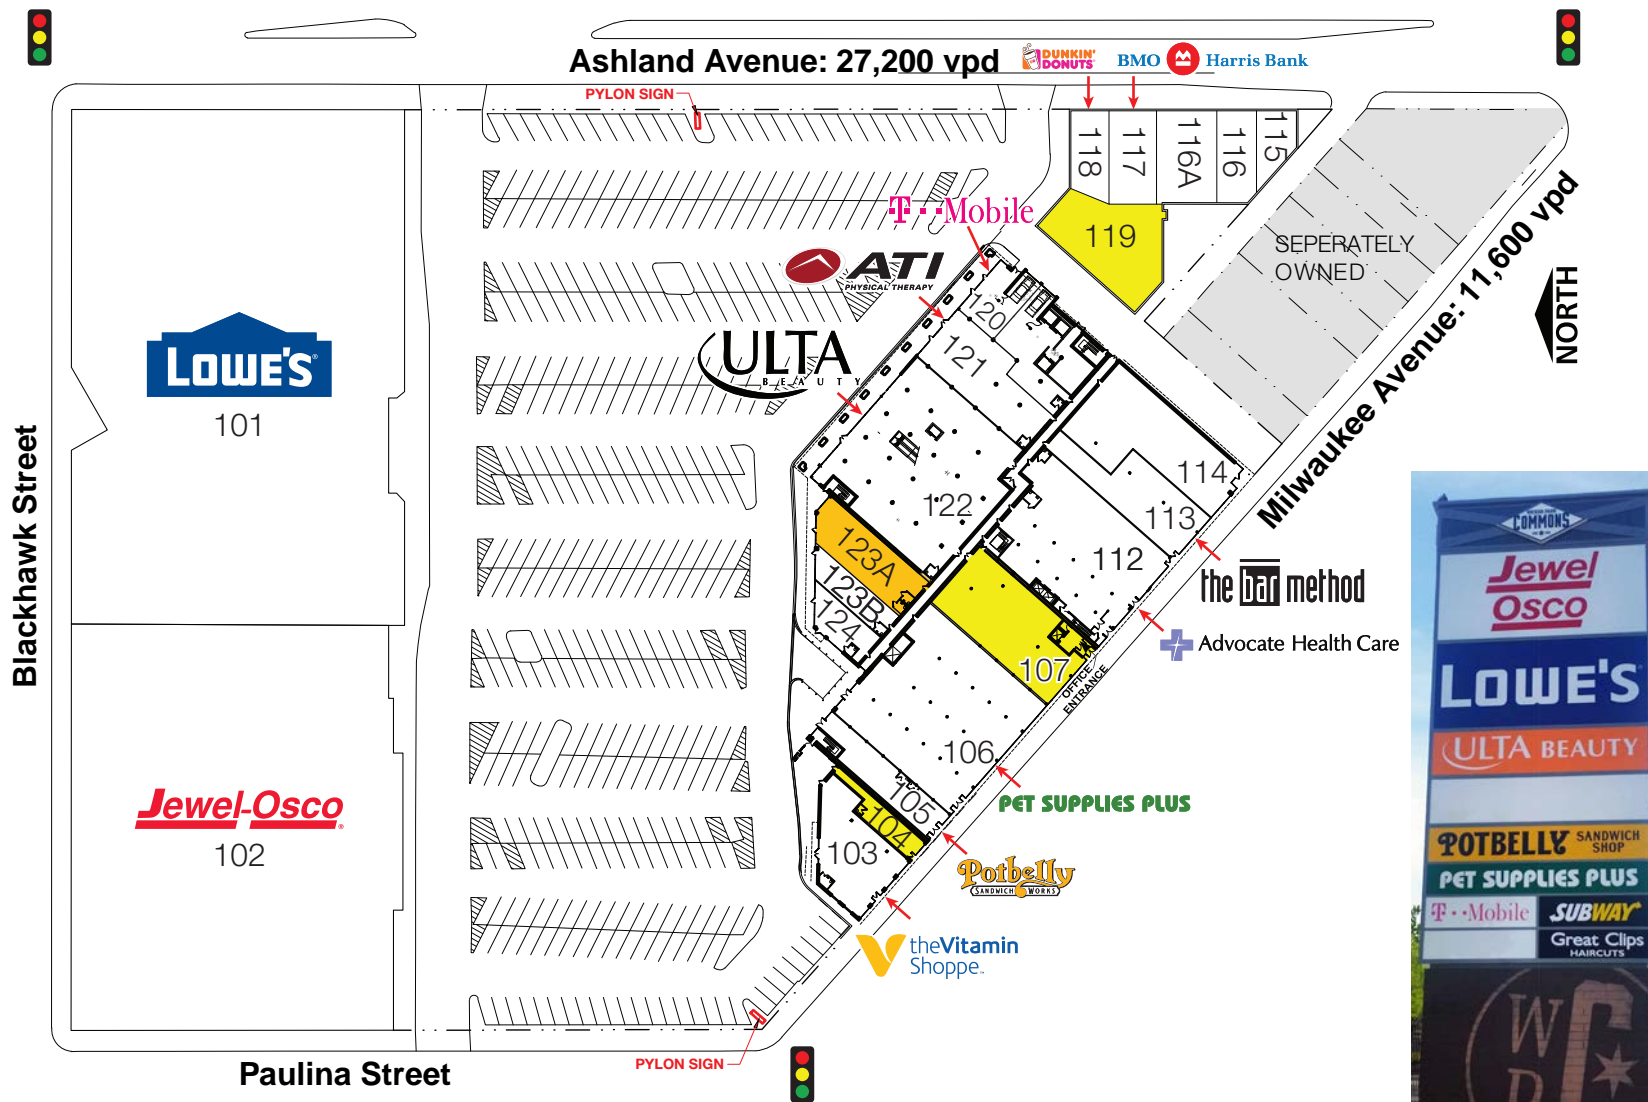 Ashland Avenue: 27,200 vpd
DUNKIN'
DONUTS
BMO Harris Bank
PYLON SIGN
118
117
116A
116
115
119
SEPERATELY
OWNED
Milwaukee Avenue: 11,600 vpd
NORTH
T··Mobile
ATI
PHYSICAL THERAPY
ULTA
BEAUTY
LOWE'S
101
Blackhawk Street
Jewel-Osco
102
120
121
122
123A
123B
124
114
113
112
107
OFFICE
ENTRANCE
106
105
104
103
the bar method
Advocate Health Care
PET SUPPLIES PLUS
Potbelly
SANDWICH WORKS
theVitamin
Shoppe
PYLON SIGN
Paulina Street
COMMONS
Jewel
Osco
LOWE'S
ULTA BEAUTY
POTBELLY SANDWICH
SHOP
PET SUPPLIES PLUS
T··Mobile
SUBWAY
Great Clips
HAIRCUTS
W
P